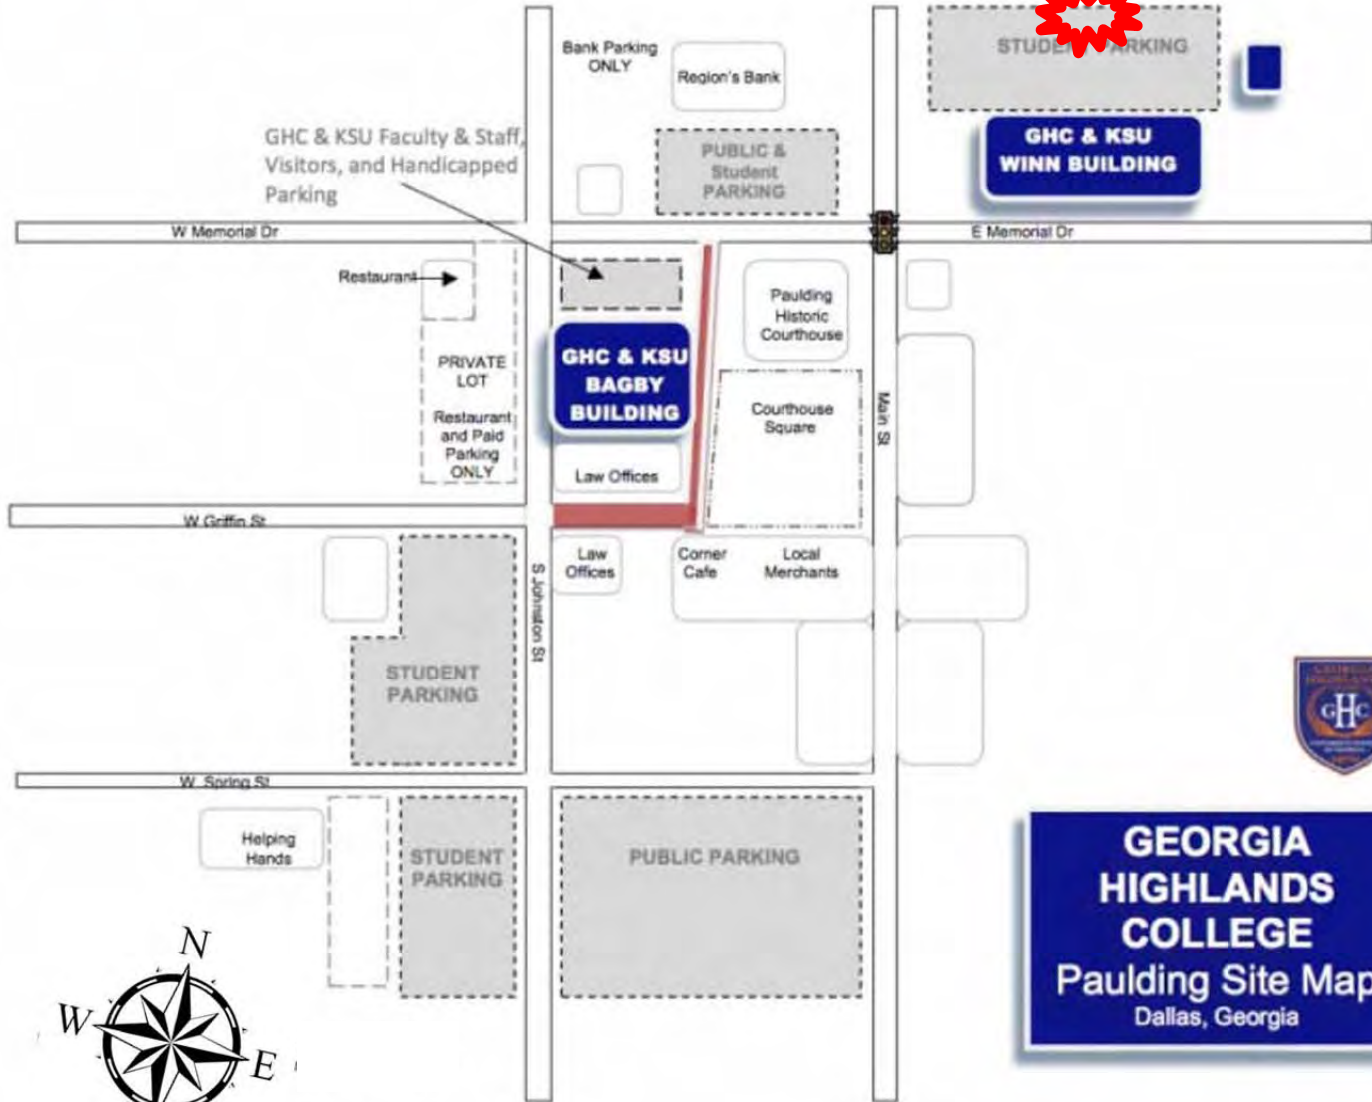 Bank Parking
ONLY
Region's Bank
STUDENT PARKING
GHC & KSU
WINN BUILDING
GHC & KSU Faculty & Staff,
Visitors, and Handicapped
Parking
PUBLIC &
Student
PARKING
W Memorial Dr
E Memorial Dr
Restaurant
PRIVATE
LOT
Restaurant
and Paid
Parking
ONLY
GHC & KSU
BAGBY
BUILDING
Law Offices
Paulding
Historic
Courthouse
Courthouse
Square
Main St
W Griffin St
Law
Offices
Corner
Cafe
Local
Merchants
S Johnston St
STUDENT
PARKING
W Spring St
Helping
Hands
STUDENT
PARKING
PUBLIC PARKING
GHC
GEORGIA
HIGHLANDS
COLLEGE
Paulding Site Map
Dallas, Georgia
N
W
E